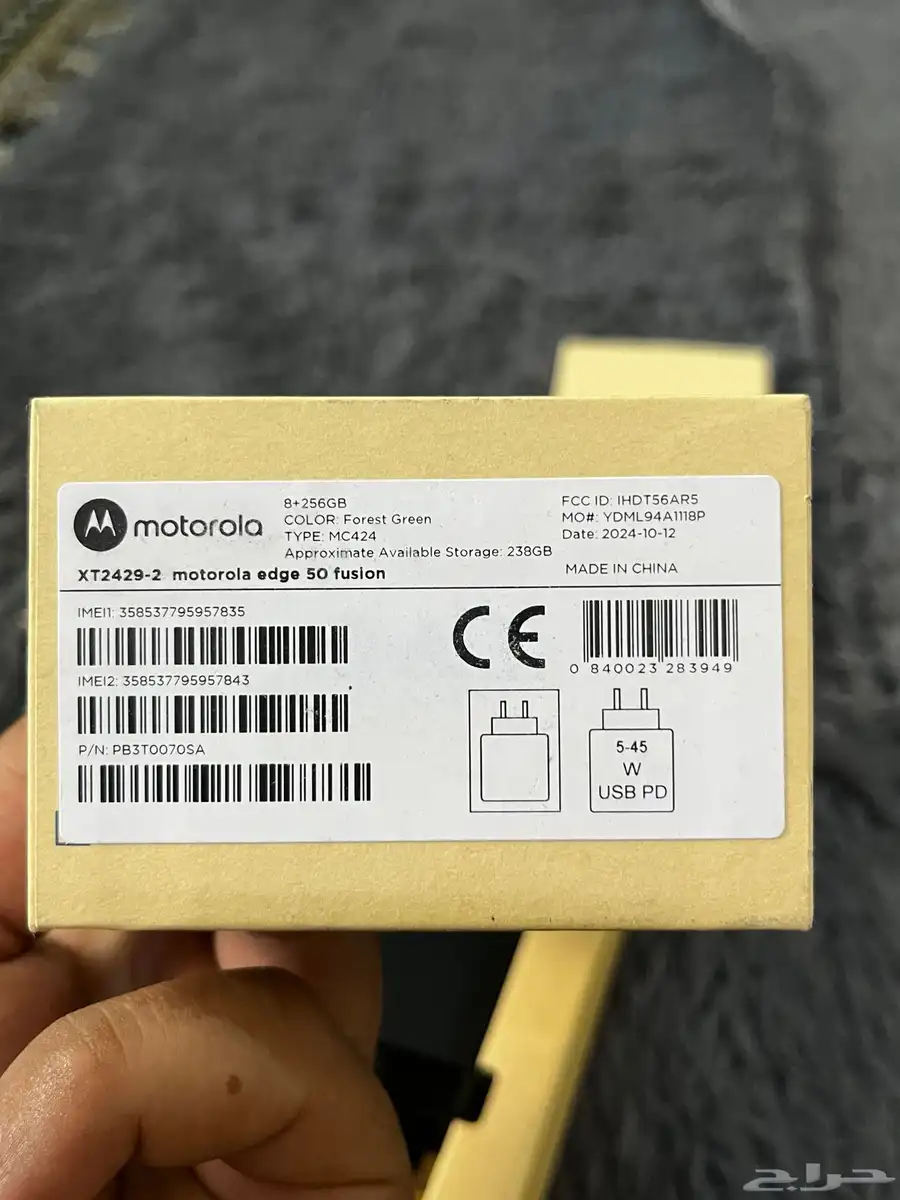 motorola
8+256GB
COLOR: Forest Green
TYPE: MC424
Approximate Available Storage: 238GB
FCC ID: IHDT56AR5
MO#: YDML94A1118P
Date: 2024-10-12
XT2429-2 motorola edge 50 fusion
MADE IN CHINA
IMEI1: 358537795957835
IMEI2: 358537795957843
P/N: PB3T0070SA
CE
0 840023 283949
5-45
W
USB PD
حراج